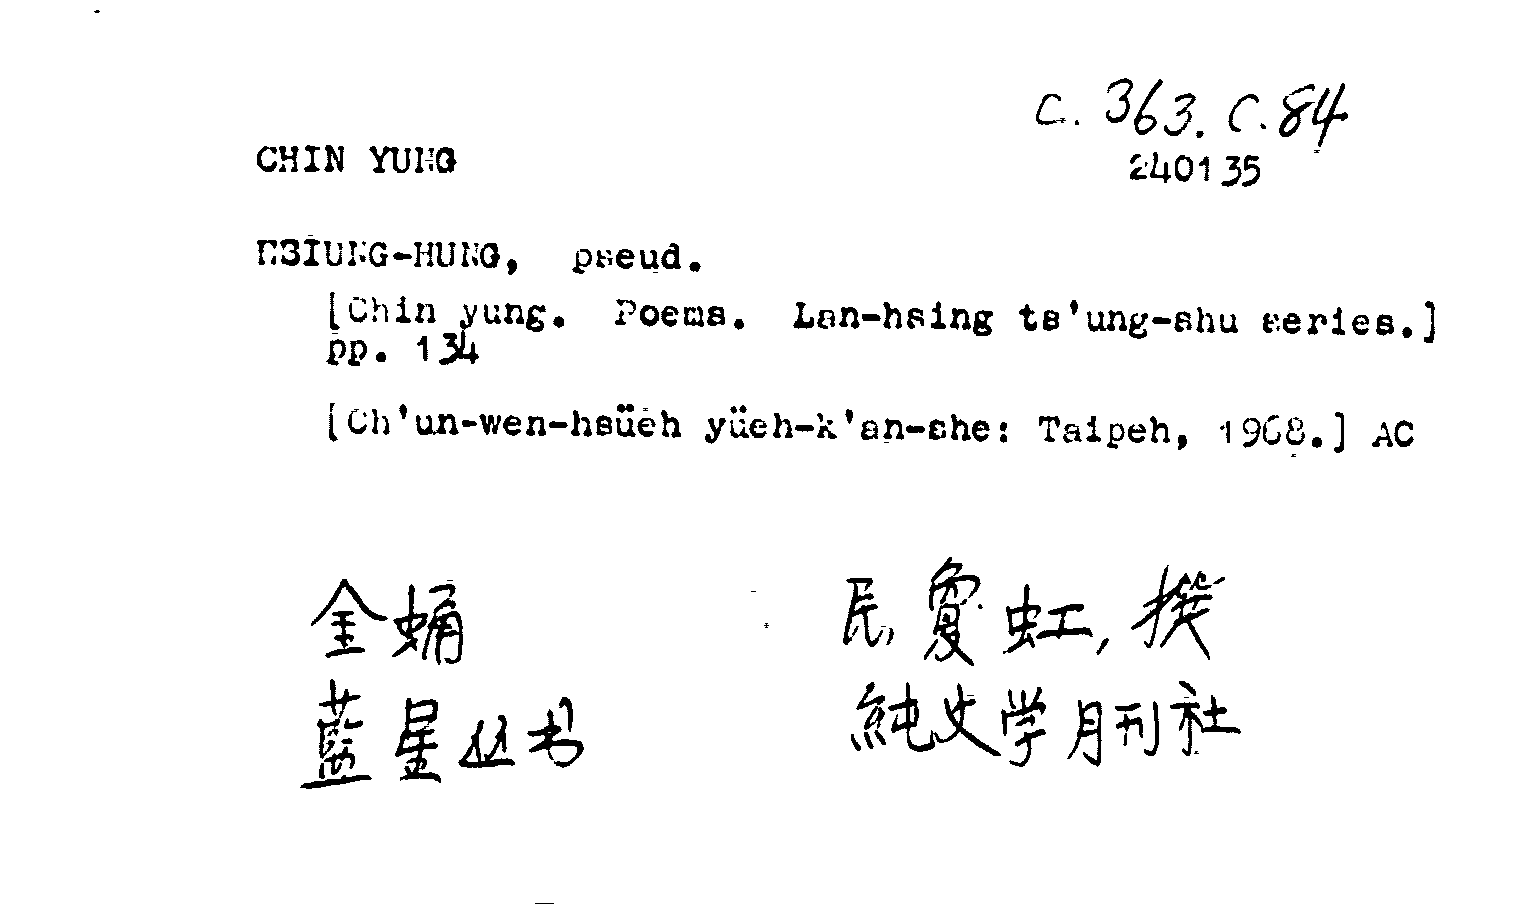 C. 363. C. 84
CHIN YUNG
240135
HSIUNG-HUNG, pseud.
[Chin yung. Poems. Lan-hsing ts'ung-shu series.]
pp. 134
[Ch'un-wen-hsüeh yüeh-k'an-she: Taipeh, 1968.] AC
金蛹 夐虹, 撰
藍星丛书 純文学月刊社